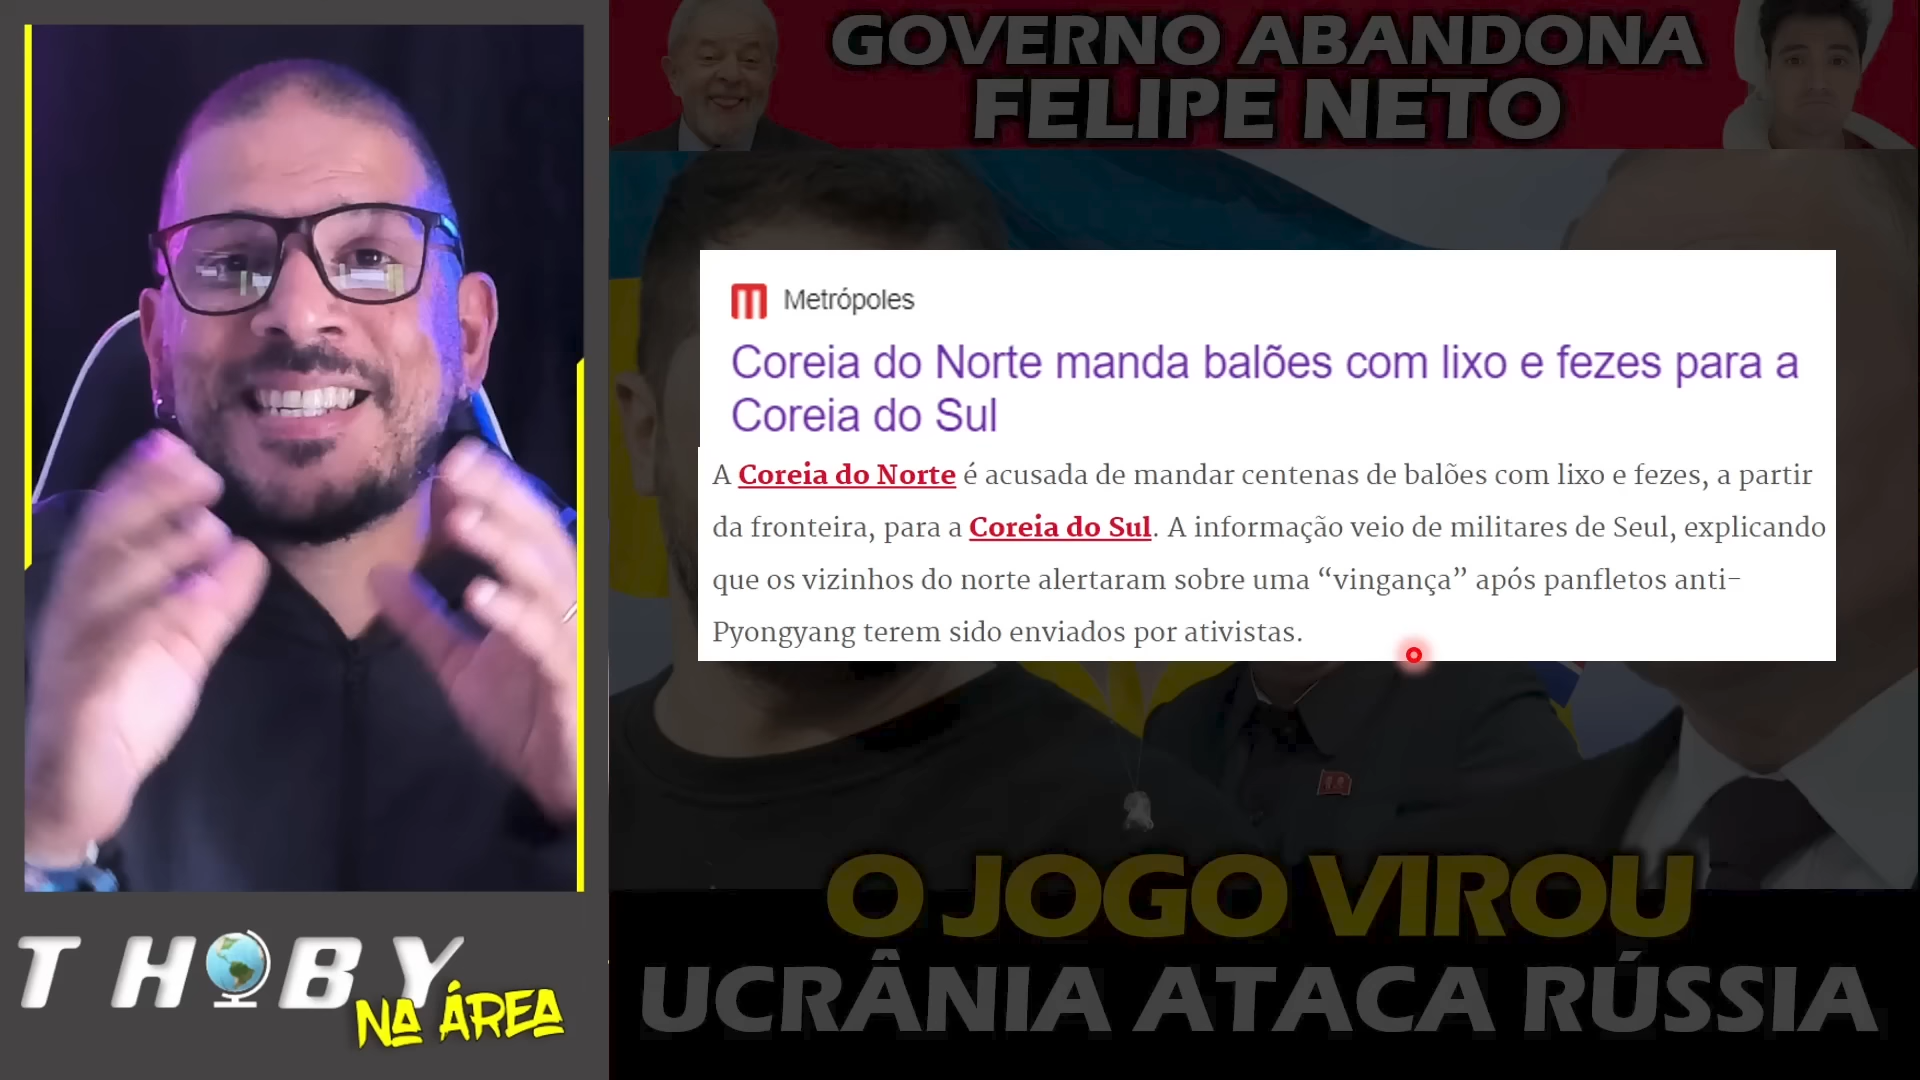 GOVERNO ABANDONA
FELIPE NETO
Metrópoles
Coreia do Norte manda balões com lixo e fezes para a
Coreia do Sul
A Coreia do Norte é acusada de mandar centenas de balões com lixo e fezes, a partir
da fronteira, para a Coreia do Sul. A informação veio de militares de Seul, explicando
que os vizinhos do norte alertaram sobre uma “vingança” após panfletos anti-
Pyongyang terem sido enviados por ativistas.
O JOGO VIROU
UCRÂNIA ATACA RÚSSIA
THOBY
NA ÁREA